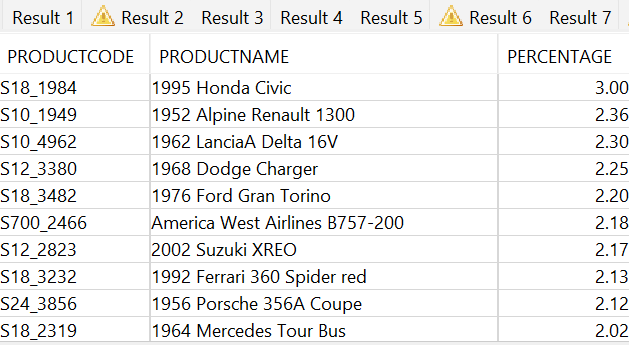 Result 1 Result 2 Result 3 Result 4 Result 5 Result 6 Result 7
PRODUCTCODE PRODUCTNAME PERCENTAGE
S18_1984 1995 Honda Civic 3.00
S10_1949 1952 Alpine Renault 1300 2.36
S10_4962 1962 LanciaA Delta 16V 2.30
S12_3380 1968 Dodge Charger 2.25
S18_3482 1976 Ford Gran Torino 2.20
S700_2466 America West Airlines B757-200 2.18
S12_2823 2002 Suzuki XREO 2.17
S18_3232 1992 Ferrari 360 Spider red 2.13
S24_3856 1956 Porsche 356A Coupe 2.12
S18_2319 1964 Mercedes Tour Bus 2.02